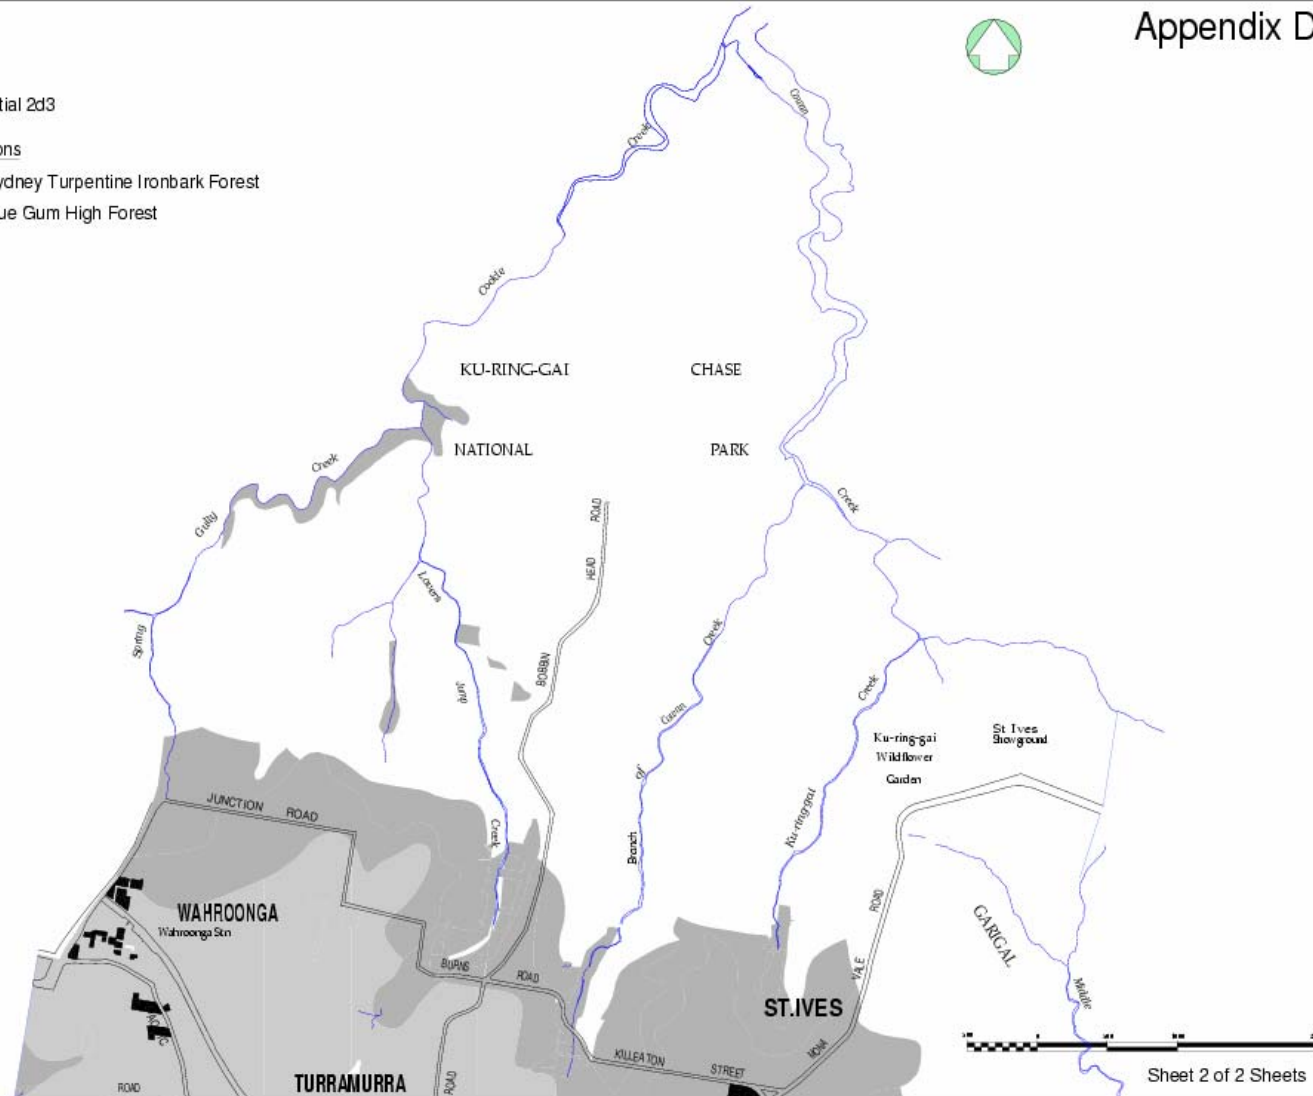 Appendix D
tial 2d3
ons
ydney Turpentine Ironbark Forest
ue Gum High Forest
Cowan
Creek
Cockle
KU-RING-GAI CHASE
NATIONAL PARK
Creek
Gully
Spring
Creek
ROAD
HEAD
BOBBIN
Lovers
Jump
Creek
Creek
Cowan
of
Branch
Creek
Ku-ring-gai
Ku-ring-gai
Wildflower
Garden
St Ives
Showground
JUNCTION ROAD
WAHROONGA
Wahroonga Stn
BURNS ROAD
ROAD
VALE
MONA
GARIGAL
Middle
ST.IVES
KILLEATON STREET
TURRAMURRA
ROAD
ROAD
Sheet 2 of 2 Sheets